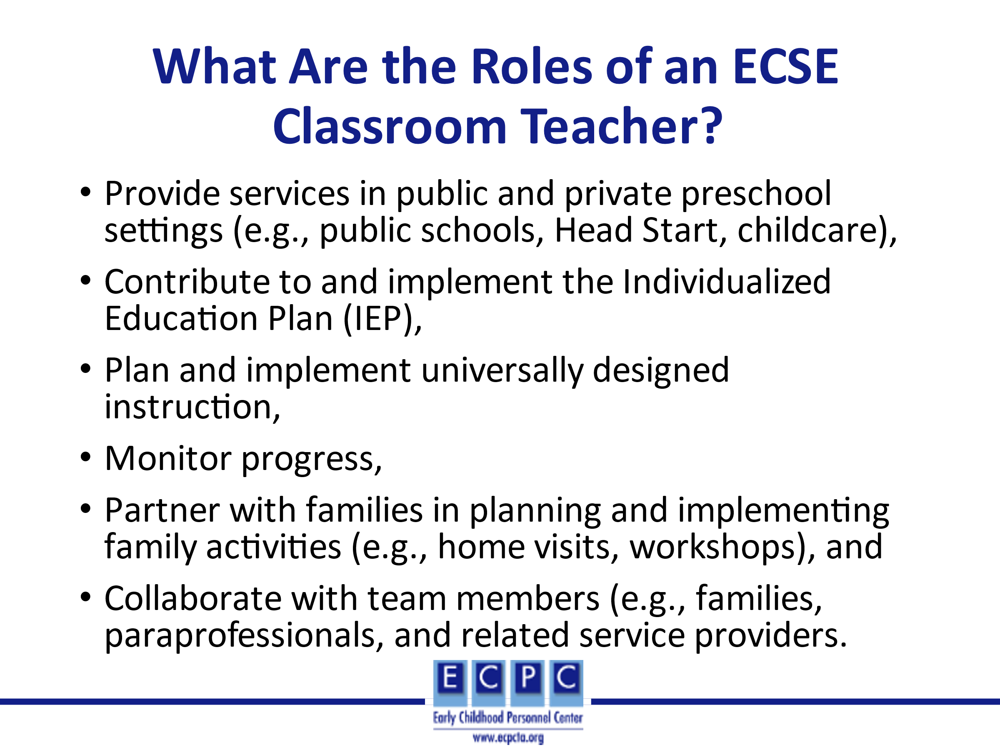 What Are the Roles of an ECSE
Classroom Teacher?
• Provide services in public and private preschool
settings (e.g., public schools, Head Start, childcare),
• Contribute to and implement the Individualized
Education Plan (IEP),
• Plan and implement universally designed
instruction,
• Monitor progress,
• Partner with families in planning and implementing
family activities (e.g., home visits, workshops), and
• Collaborate with team members (e.g., families,
paraprofessionals, and related service providers.
E C P C
Early Childhood Personnel Center
www.ecpcta.org